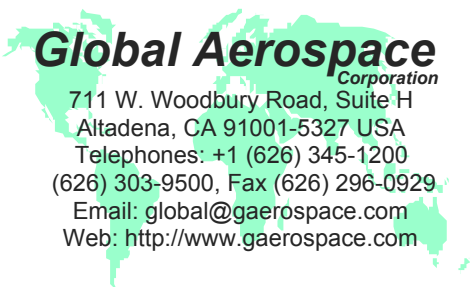 Global Aerospace
Corporation
711 W. Woodbury Road, Suite H
Altadena, CA 91001-5327 USA
Telephones: +1 (626) 345-1200
(626) 303-9500, Fax (626) 296-0929
Email: global@gaerospace.com
Web: http://www.gaerospace.com